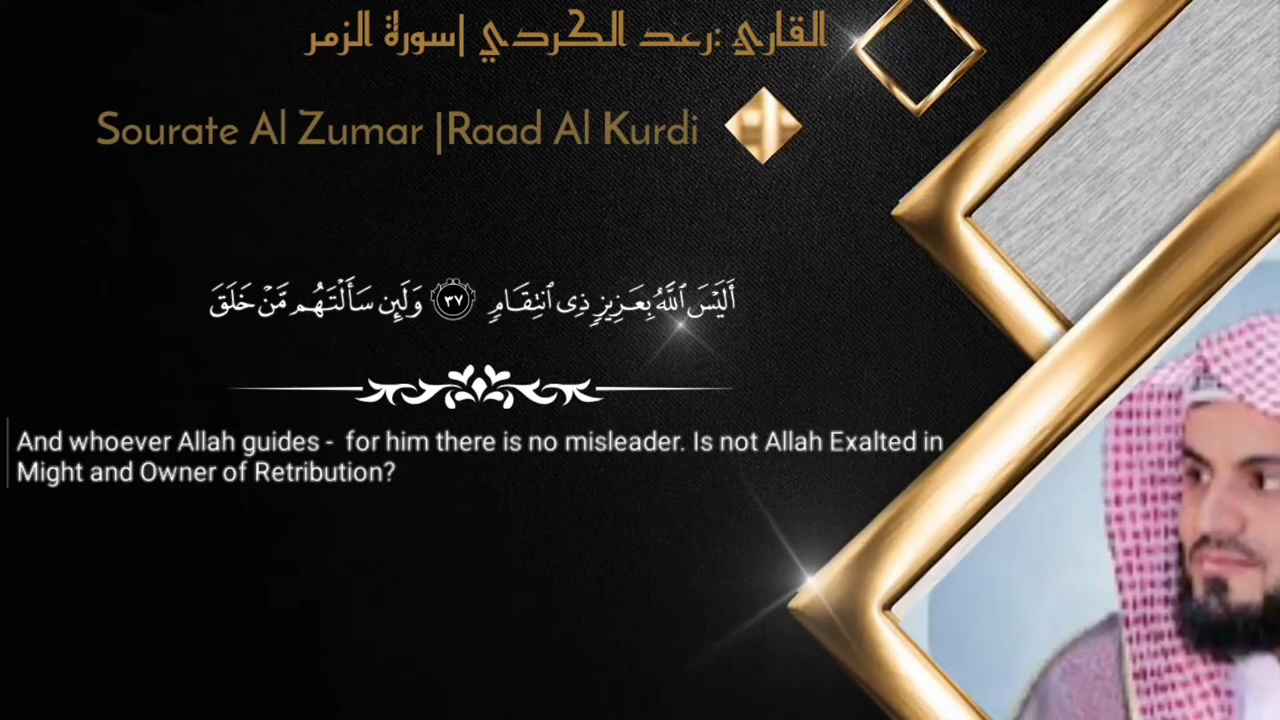 القارئ :رعد الكردي |سورة الزمر
Sourate Al Zumar |Raad Al Kurdi
أَلَيْسَ ٱللَّهُ بِعَزِيزٍ ذِى ٱنتِقَامٍ ٣٧ وَلَئِن سَأَلْتَهُم مَّنْ خَلَقَ
And whoever Allah guides -  for him there is no misleader. Is not Allah Exalted in
Might and Owner of Retribution?